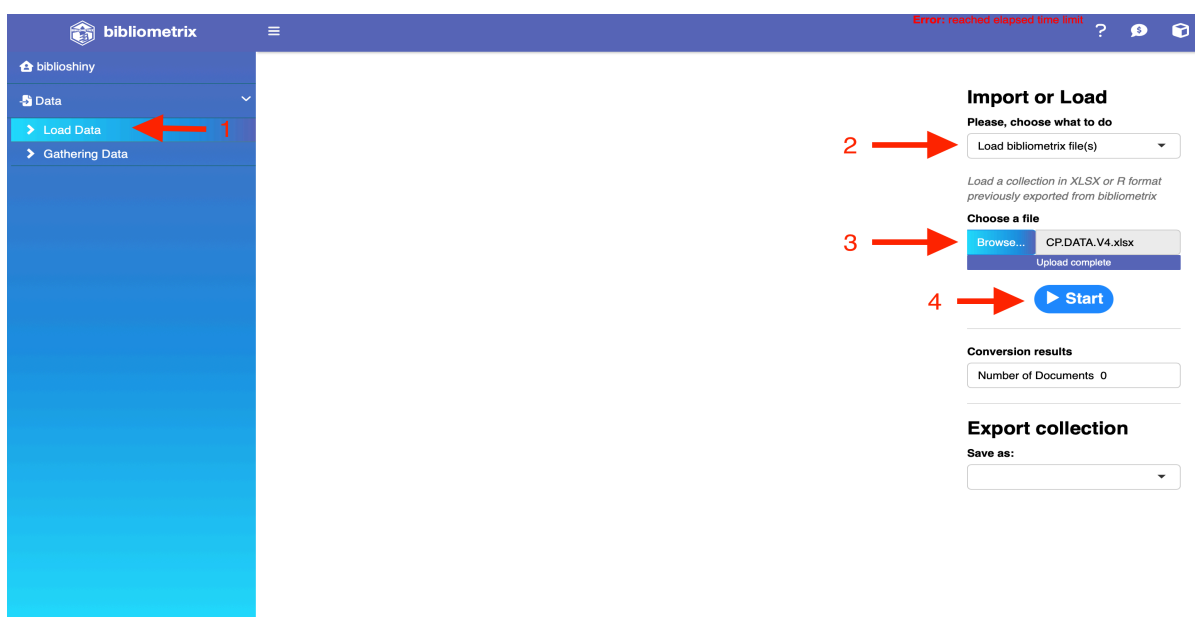 bibliometrix
Error: reached elapsed time limit
?
biblioshiny
Data
Load Data
1
Gathering Data
Import or Load
Please, choose what to do
2
Load bibliometrix file(s)
Load a collection in XLSX or R format
previously exported from bibliometrix
Choose a file
3
Browse...
CP.DATA.V4.xlsx
Upload complete
4
Start
Conversion results
Number of Documents 0
Export collection
Save as: